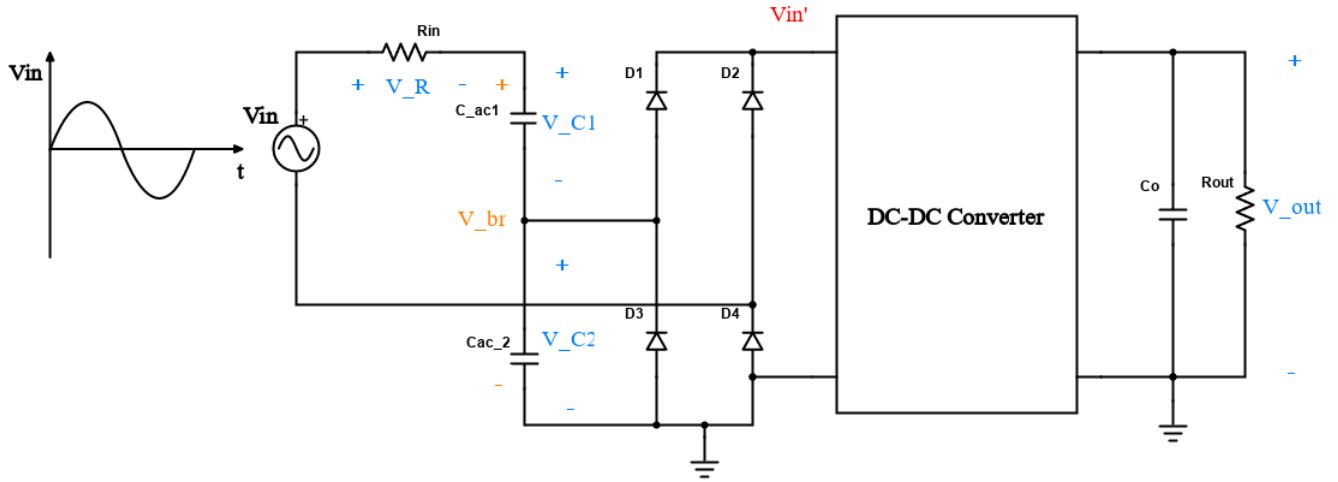 Vin'
Rin
Vin
+ V_R - +
+
D1
D2
C_ac1
V_C1
Vin
+
t
-
Co
Rout
+
V_br
DC-DC Converter
V_out
+
D3
D4
Cac_2
V_C2
-
-
-